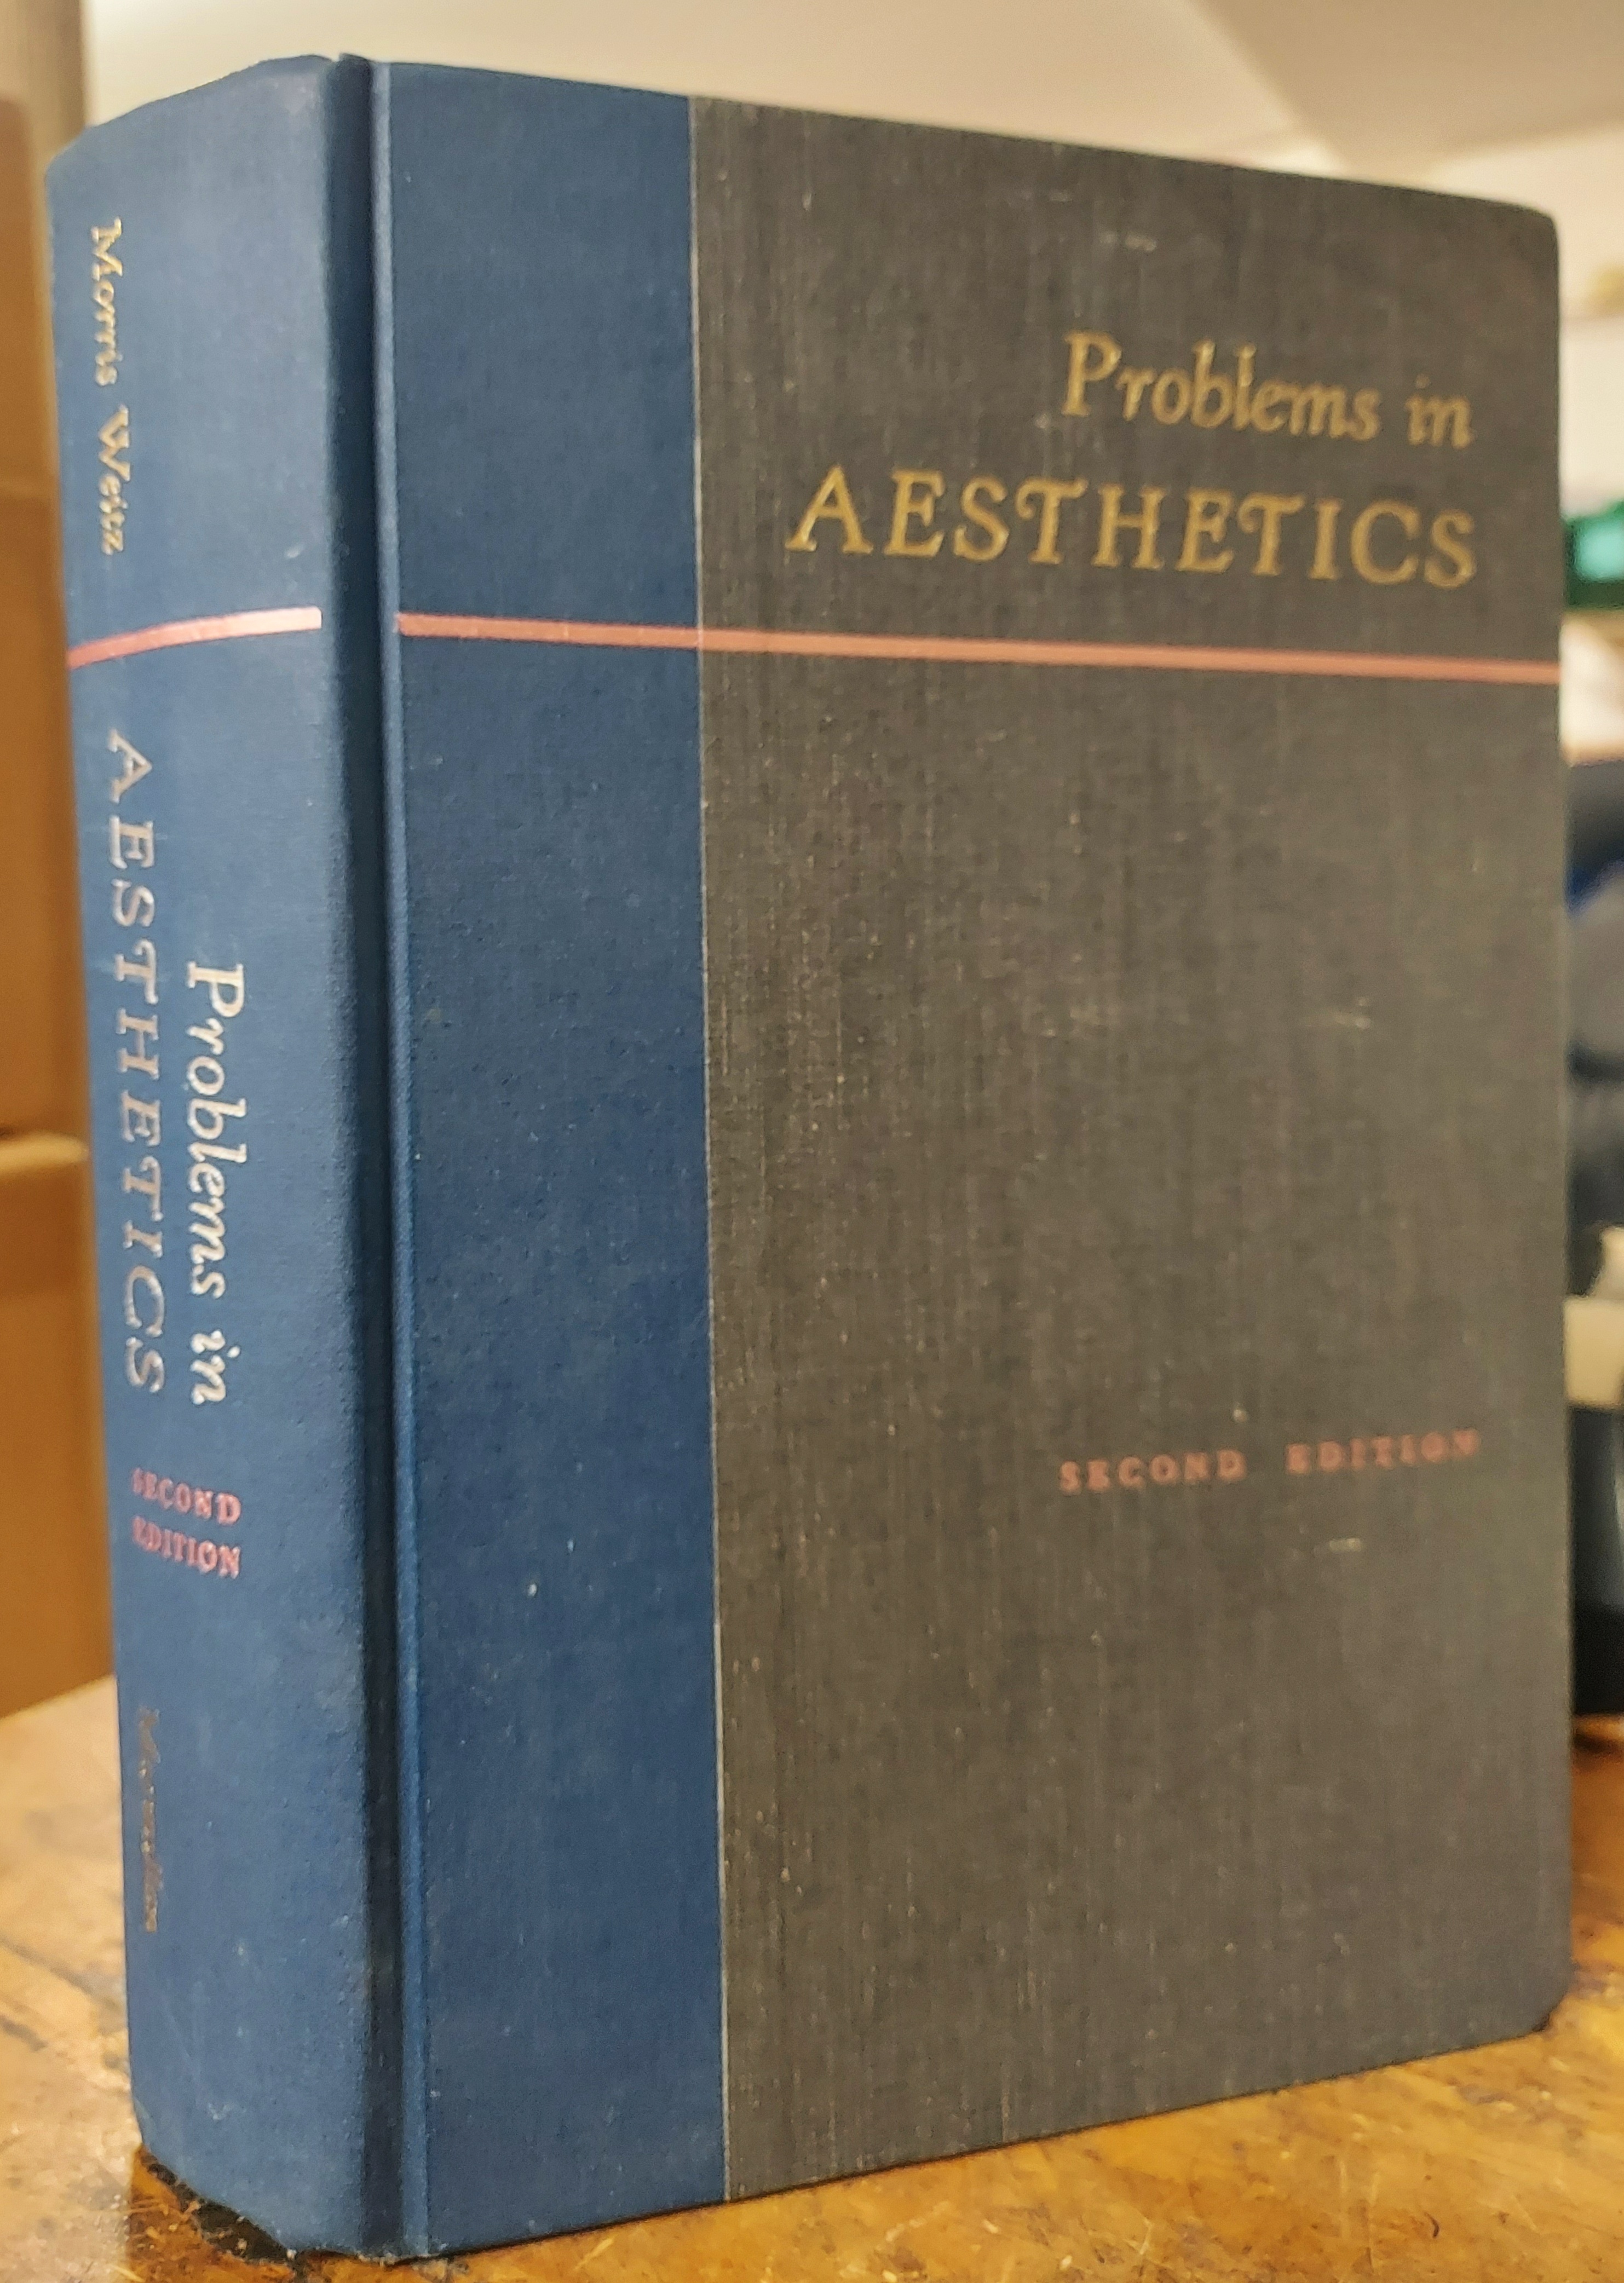 Morris Weitz
Problems in
AESTHETICS
SECOND
EDITION
Problems in
AESTHETICS
SECOND EDITION